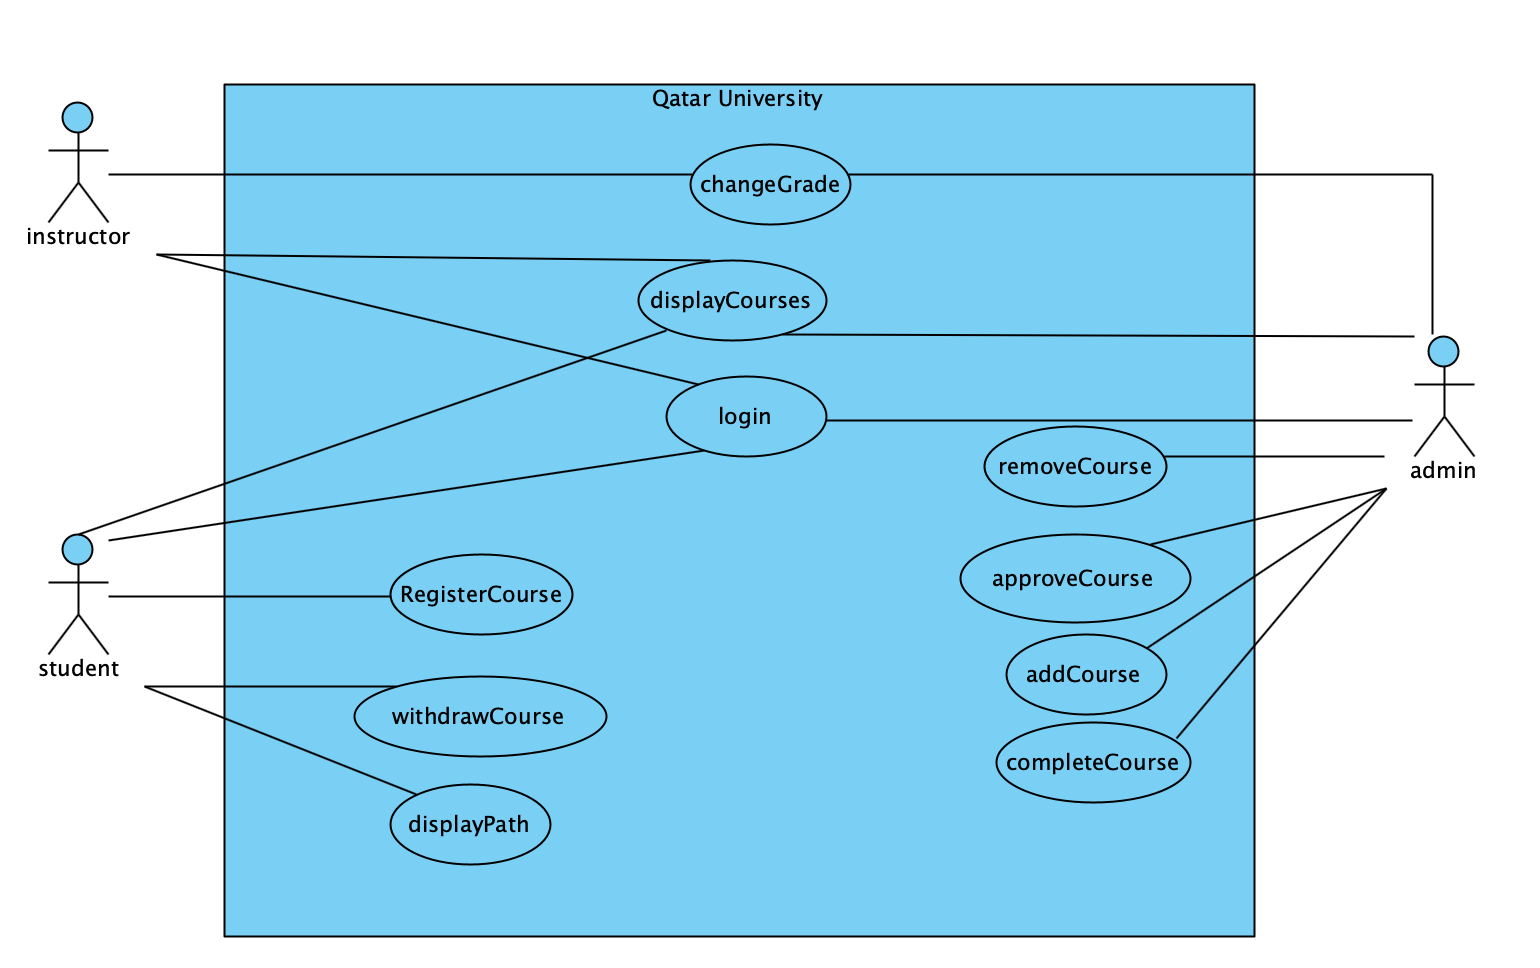 Qatar University
changeGrade
instructor
displayCourses
login
removeCourse
admin
approveCourse
RegisterCourse
student
addCourse
withdrawCourse
completeCourse
displayPath